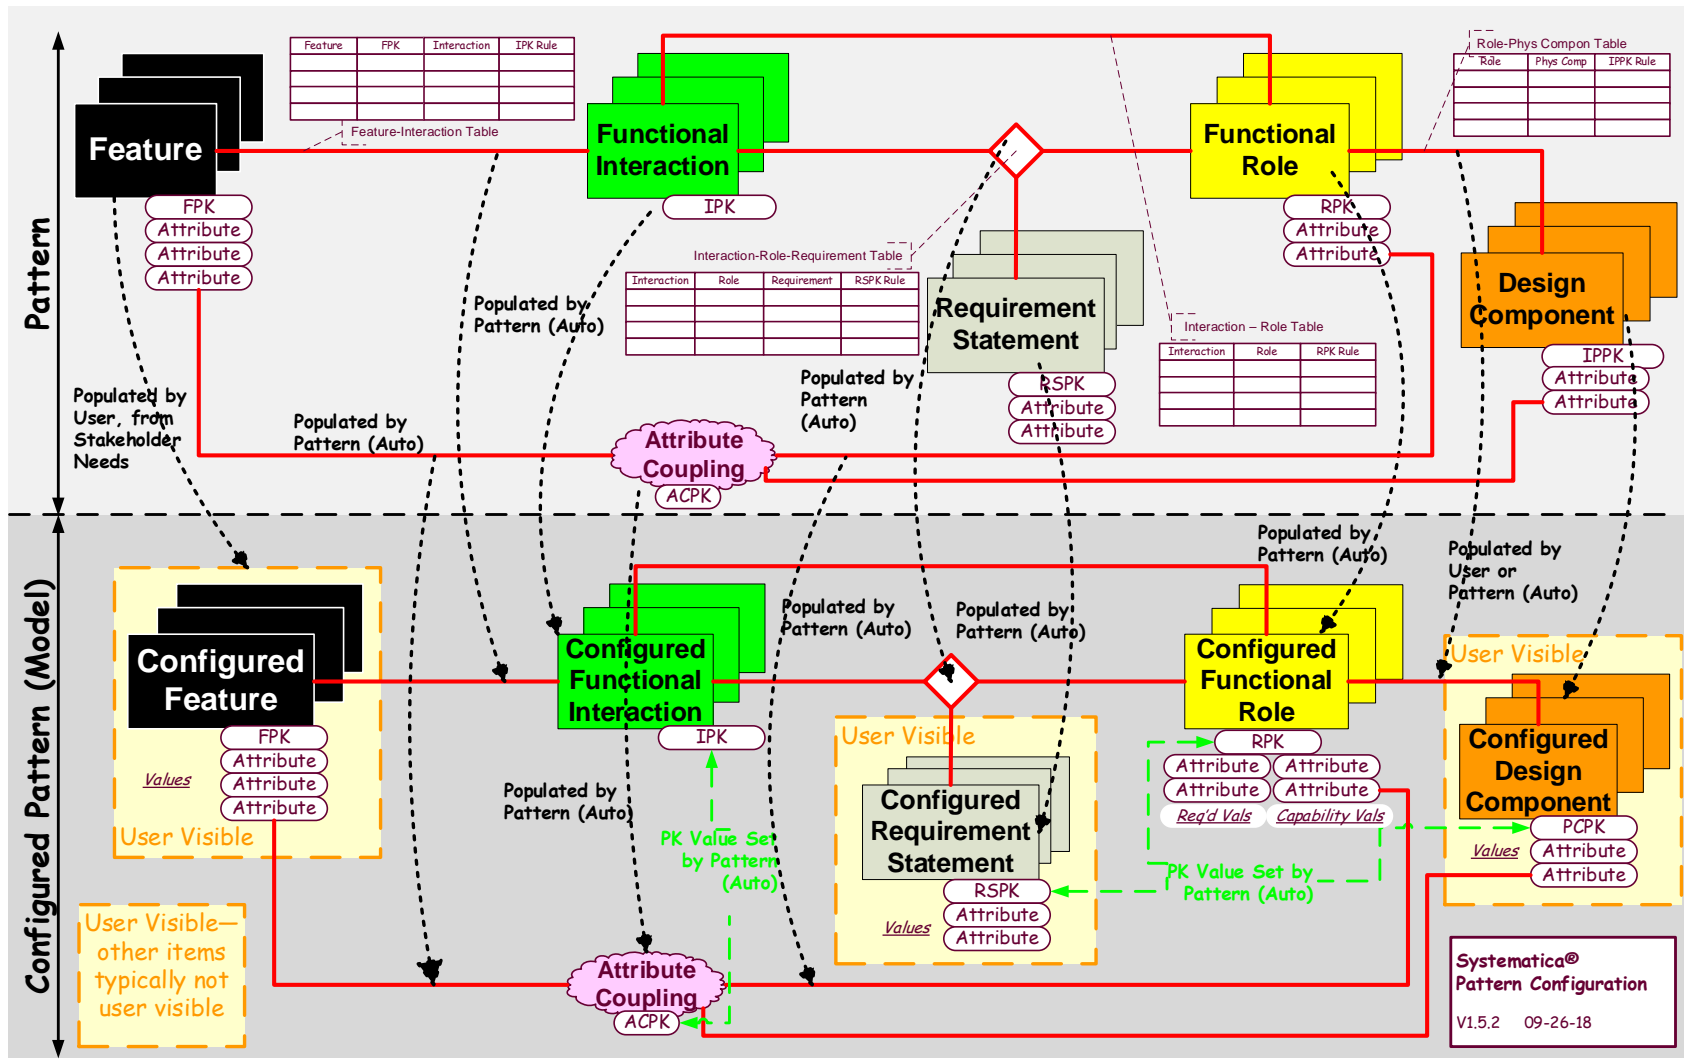 Pattern
Feature
FPK
Attribute
Attribute
Attribute
Feature FPK Interaction IPK Rule
Feature-Interaction Table
Functional
Interaction
IPK
Functional
Role
RPK
Attribute
Attribute
Role-Phys Compon Table
Role Phys Comp IPPK Rule
Interaction-Role-Requirement Table
Interaction Role Requirement RSPK Rule
Requirement
Statement
RSPK
Attribute
Attribute
Interaction – Role Table
Interaction Role RPK Rule
Design
Component
IPPK
Attribute
Attribute
Populated by
Pattern (Auto)
Populated by
User, from
Stakeholder
Needs
Populated by
Pattern (Auto)
Populated by
Pattern
(Auto)
Attribute
Coupling
ACPK
Configured Pattern (Model)
Populated by
Pattern (Auto)
Populated by
User or
Pattern (Auto)
Populated by
Pattern (Auto)
Populated by
Pattern (Auto)
Configured
Feature
FPK
Attribute
Attribute
Attribute
Values
User Visible
Configured
Functional
Interaction
IPK
Configured
Functional
Role
RPK
Attribute Attribute
Attribute Attribute
Req'd Vals Capability Vals
User Visible
Configured
Design
Component
PCPK
Attribute
Attribute
Values
User Visible
Configured
Requirement
Statement
RSPK
Attribute
Attribute
Values
Populated by
Pattern (Auto)
PK Value Set
by Pattern
(Auto)
PK Value Set by
Pattern (Auto)
User Visible—
other items
typically not
user visible
Attribute
Coupling
ACPK
Systematica®
Pattern Configuration
V1.5.2 09-26-18